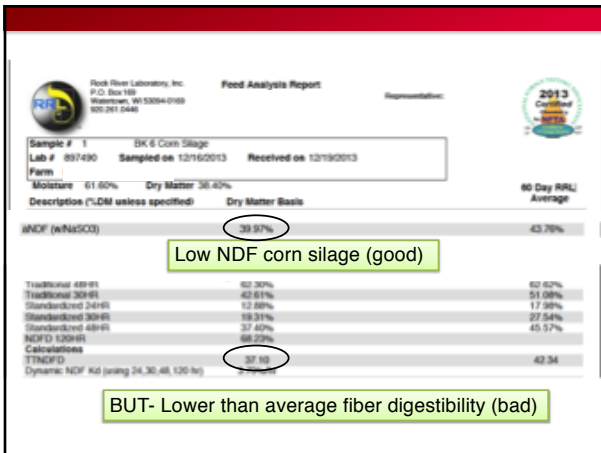 Rock River Laboratory, Inc.
P.O. Box 169
Watertown, WI 53094-0169
920.261.0446
Feed Analysis Report
Representative:
RRL
2013
Certified
NFTA
Sample # 1 BK 6 Corn Silage
Lab # 897490 Sampled on 12/16/2013 Received on 12/19/2013
Farm
Moisture 61.60% Dry Matter 38.40%
Description (%DM unless specified) Dry Matter Basis
60 Day RRL
Average
aNDF (w/NaSO3) 39.97% 43.76%
Low NDF corn silage (good)
Traditional 48HR 62.30% 62.62%
Traditional 30HR 42.61% 51.08%
Standardized 24HR 12.88% 17.98%
Standardized 30HR 19.31% 27.54%
Standardized 48HR 37.40% 45.57%
NDFD 120HR 68.23%
Calculations
TTNDFD 37.10 42.34
Dynamic NDF Kd (using 24,30,48,120 hr)
BUT- Lower than average fiber digestibility (bad)